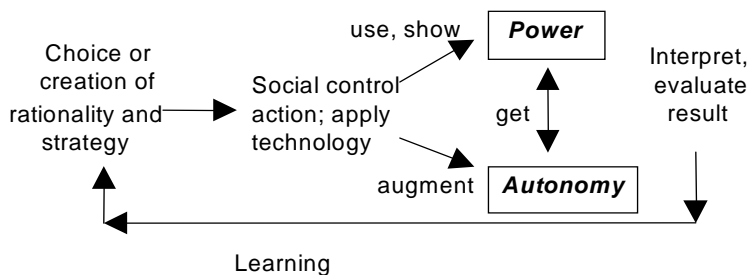 Choice or
creation of
rationality and
strategy
Social control
action; apply
technology
use, show
Power
get
augment
Autonomy
Interpret,
evaluate
result
Learning